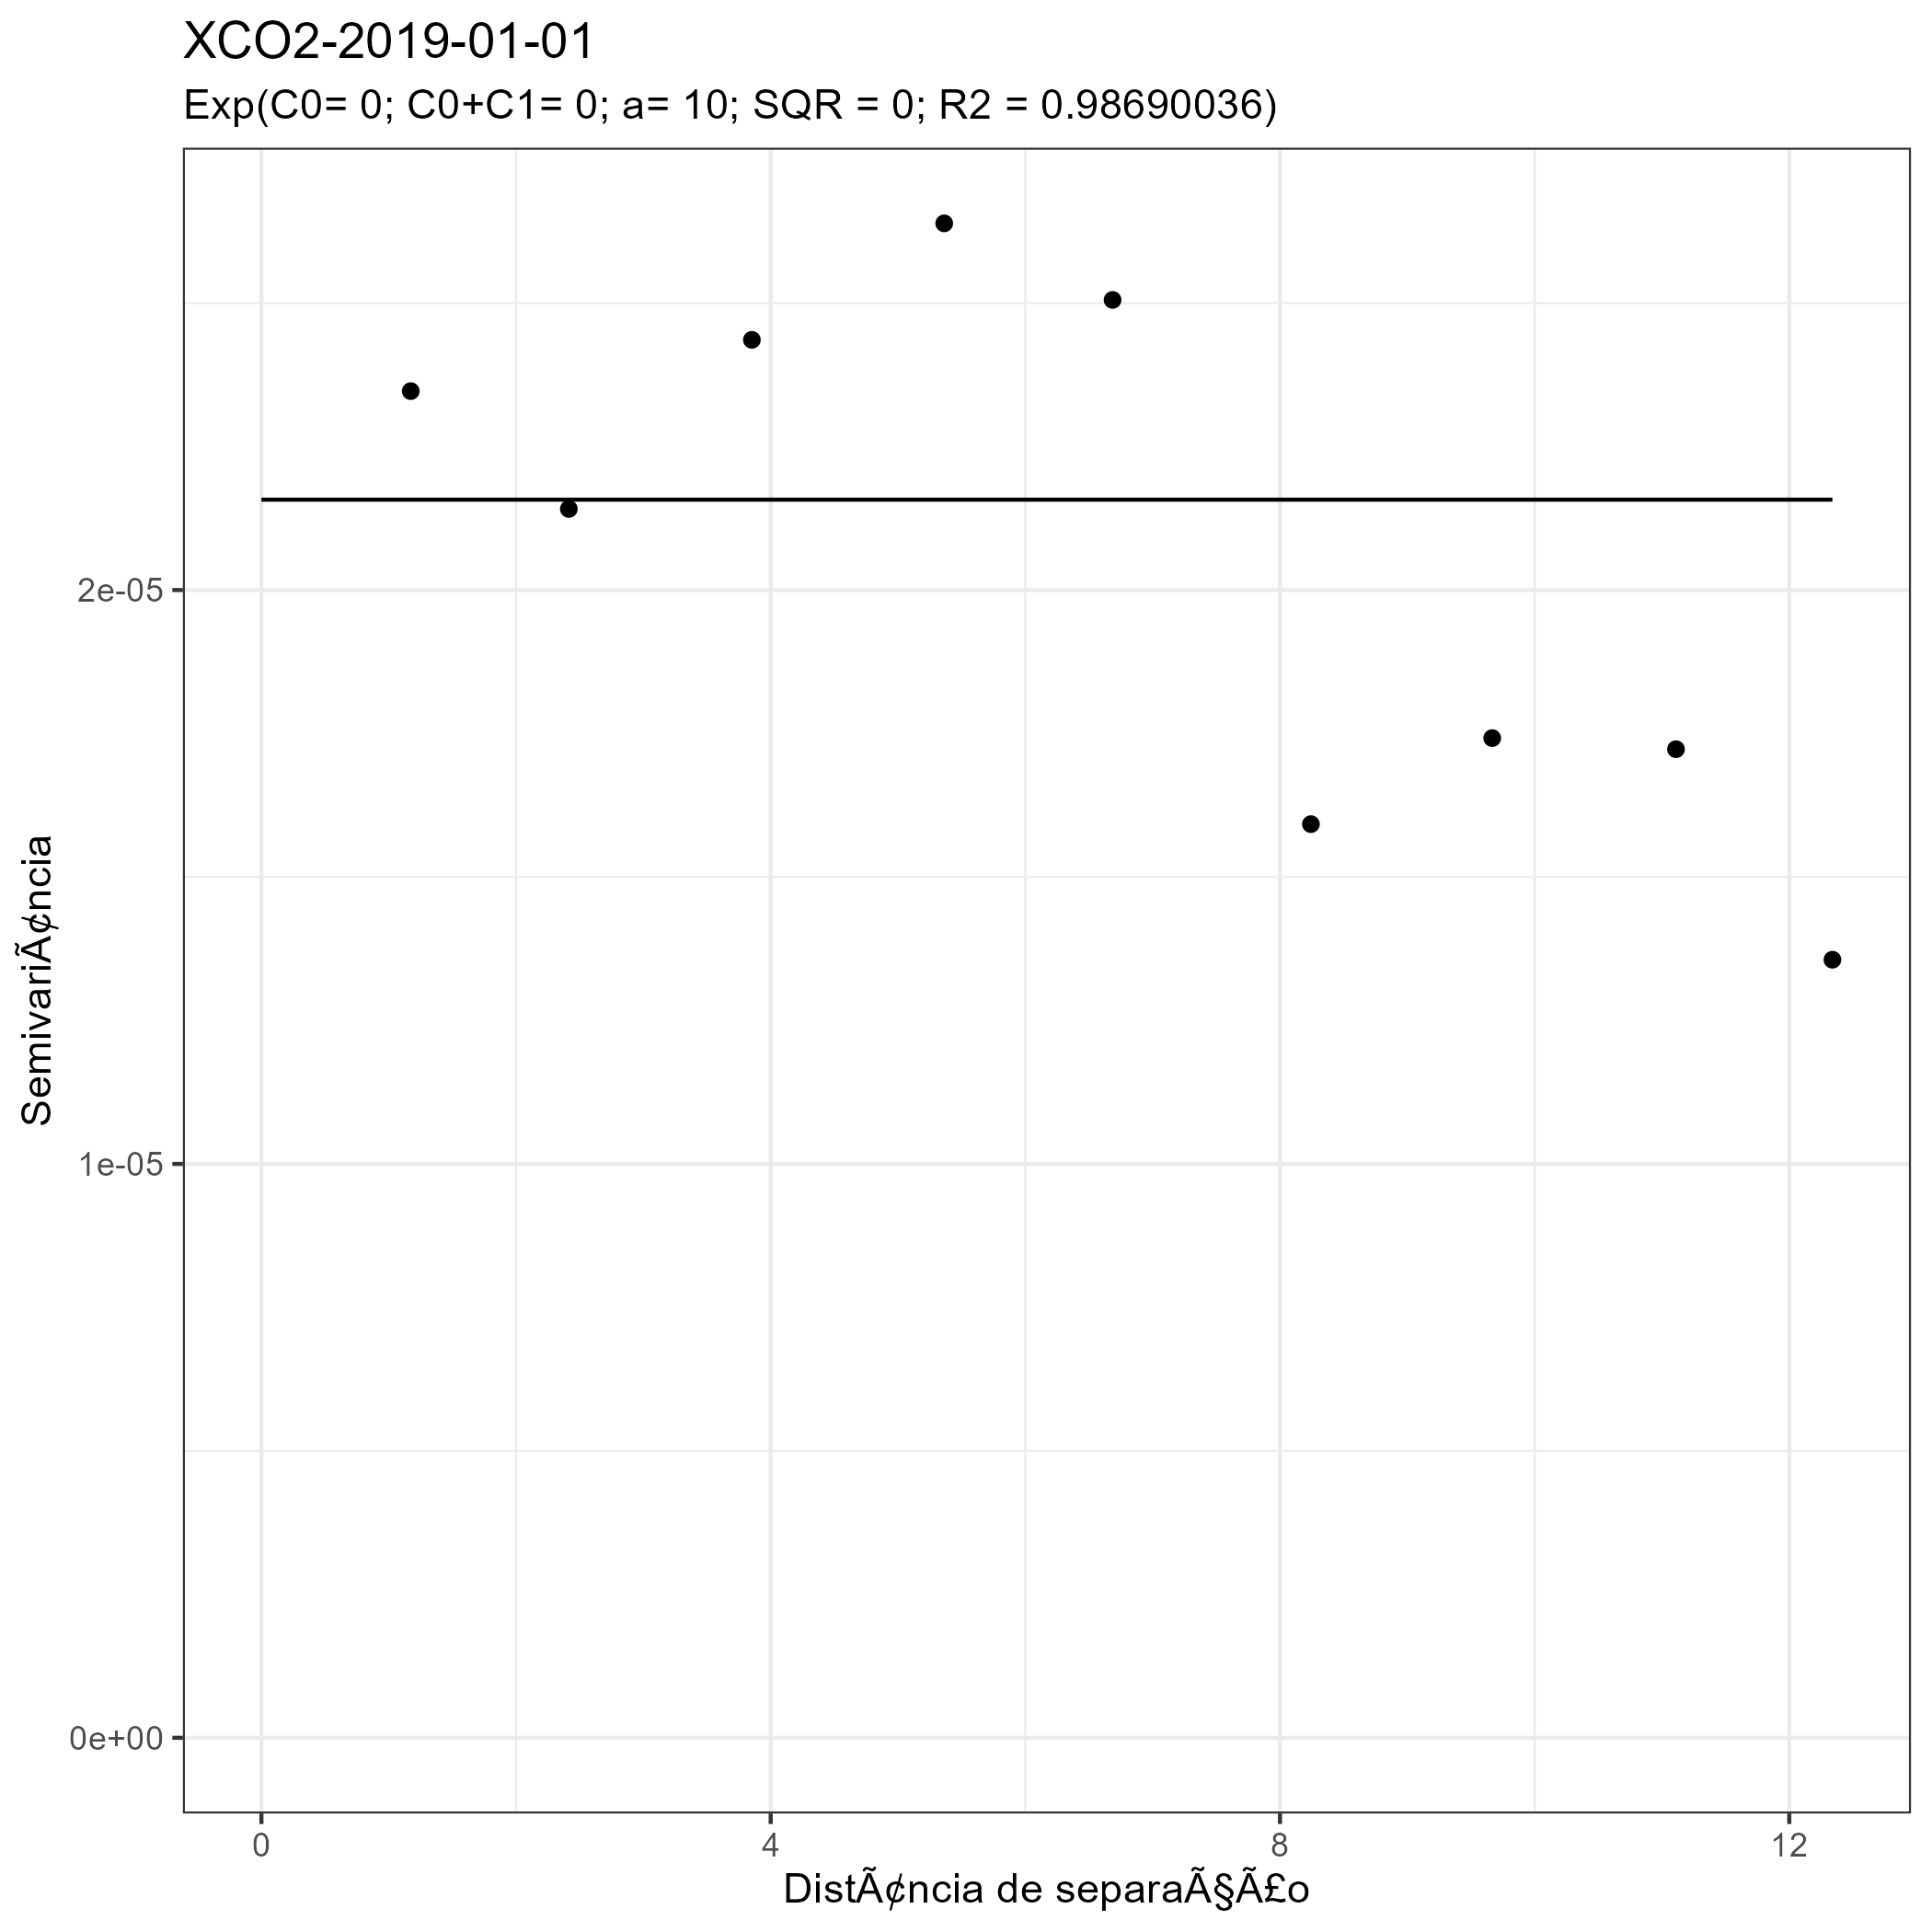 XCO2-2019-01-01
Exp(C0= 0; C0+C1= 0; a= 10; SQR = 0; R2 = 0.98690036)
SemivariÃ¢ncia
2e-05
1e-05
0e+00
0 4 8 12
DistÃ¢ncia de separaÃ§Ã£o